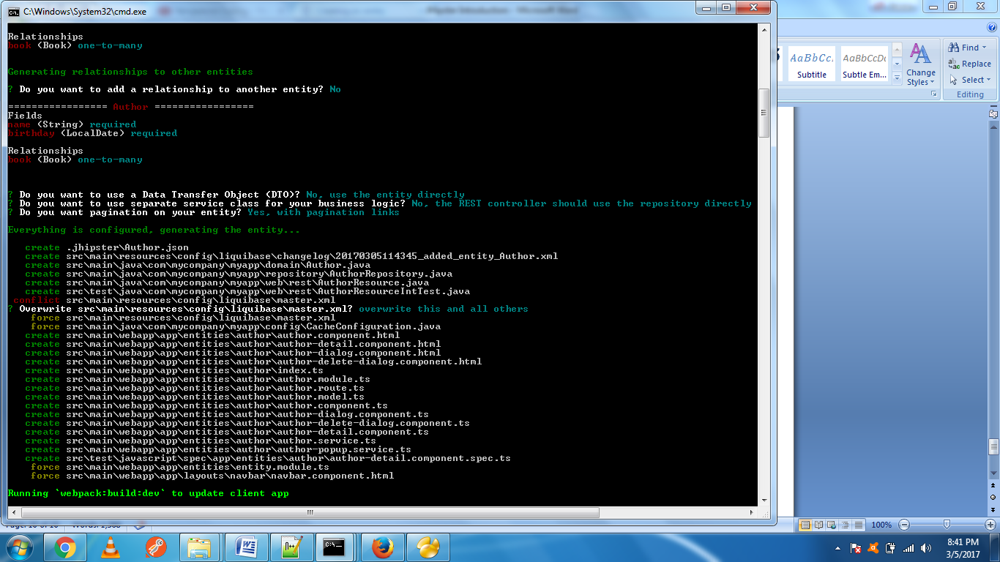 C:\Windows\System32\cmd.exe
Relationships
book (Book) one-to-many
Generating relationships to other entities
? Do you want to add a relationship to another entity? No
================= Author =================
Fields
name (String) required
birthday (LocalDate) required
Relationships
book (Book) one-to-many
? Do you want to use a Data Transfer Object (DTO)? No, use the entity directly
? Do you want to use separate service class for your business logic? No, the REST controller should use the repository directly
? Do you want pagination on your entity? Yes, with pagination links
Everything is configured, generating the entity...
create .jhipster\Author.json
create src\main\resources\config\liquibase\changelog\20170305114345_added_entity_Author.xml
create src\main\java\com\mycompany\myapp\domain\Author.java
create src\main\java\com\mycompany\myapp\repository\AuthorRepository.java
create src\main\java\com\mycompany\myapp\web\rest\AuthorResource.java
create src\test\java\com\mycompany\myapp\web\rest\AuthorResourceIntTest.java
conflict src\main\resources\config\liquibase\master.xml
? Overwrite src\main\resources\config\liquibase\master.xml? overwrite this and all others
force src\main\resources\config\liquibase\master.xml
force src\main\java\com\mycompany\myapp\config\CacheConfiguration.java
create src\main\webapp\app\entities\author\author.component.html
create src\main\webapp\app\entities\author\author-detail.component.html
create src\main\webapp\app\entities\author\author-dialog.component.html
create src\main\webapp\app\entities\author\author-delete-dialog.component.html
create src\main\webapp\app\entities\author\index.ts
create src\main\webapp\app\entities\author\author.module.ts
create src\main\webapp\app\entities\author\author.route.ts
create src\main\webapp\app\entities\author\author.model.ts
create src\main\webapp\app\entities\author\author.component.ts
create src\main\webapp\app\entities\author\author-dialog.component.ts
create src\main\webapp\app\entities\author\author-delete-dialog.component.ts
create src\main\webapp\app\entities\author\author-detail.component.ts
create src\main\webapp\app\entities\author\author.service.ts
create src\main\webapp\app\entities\author\author-popup.service.ts
create src\test\javascript\spec\app\entities\author\author-detail.component.spec.ts
force src\main\webapp\app\entities\entity.module.ts
force src\main\webapp\app\layouts\navbar\navbar.component.html
Running `webpack:build:dev` to update client app
AaBbCc. AaBbCcDc
Subtitle Subtle Em...
Change
Styles
Find
Replace
Select
Editing
100%
8:41 PM
3/5/2017